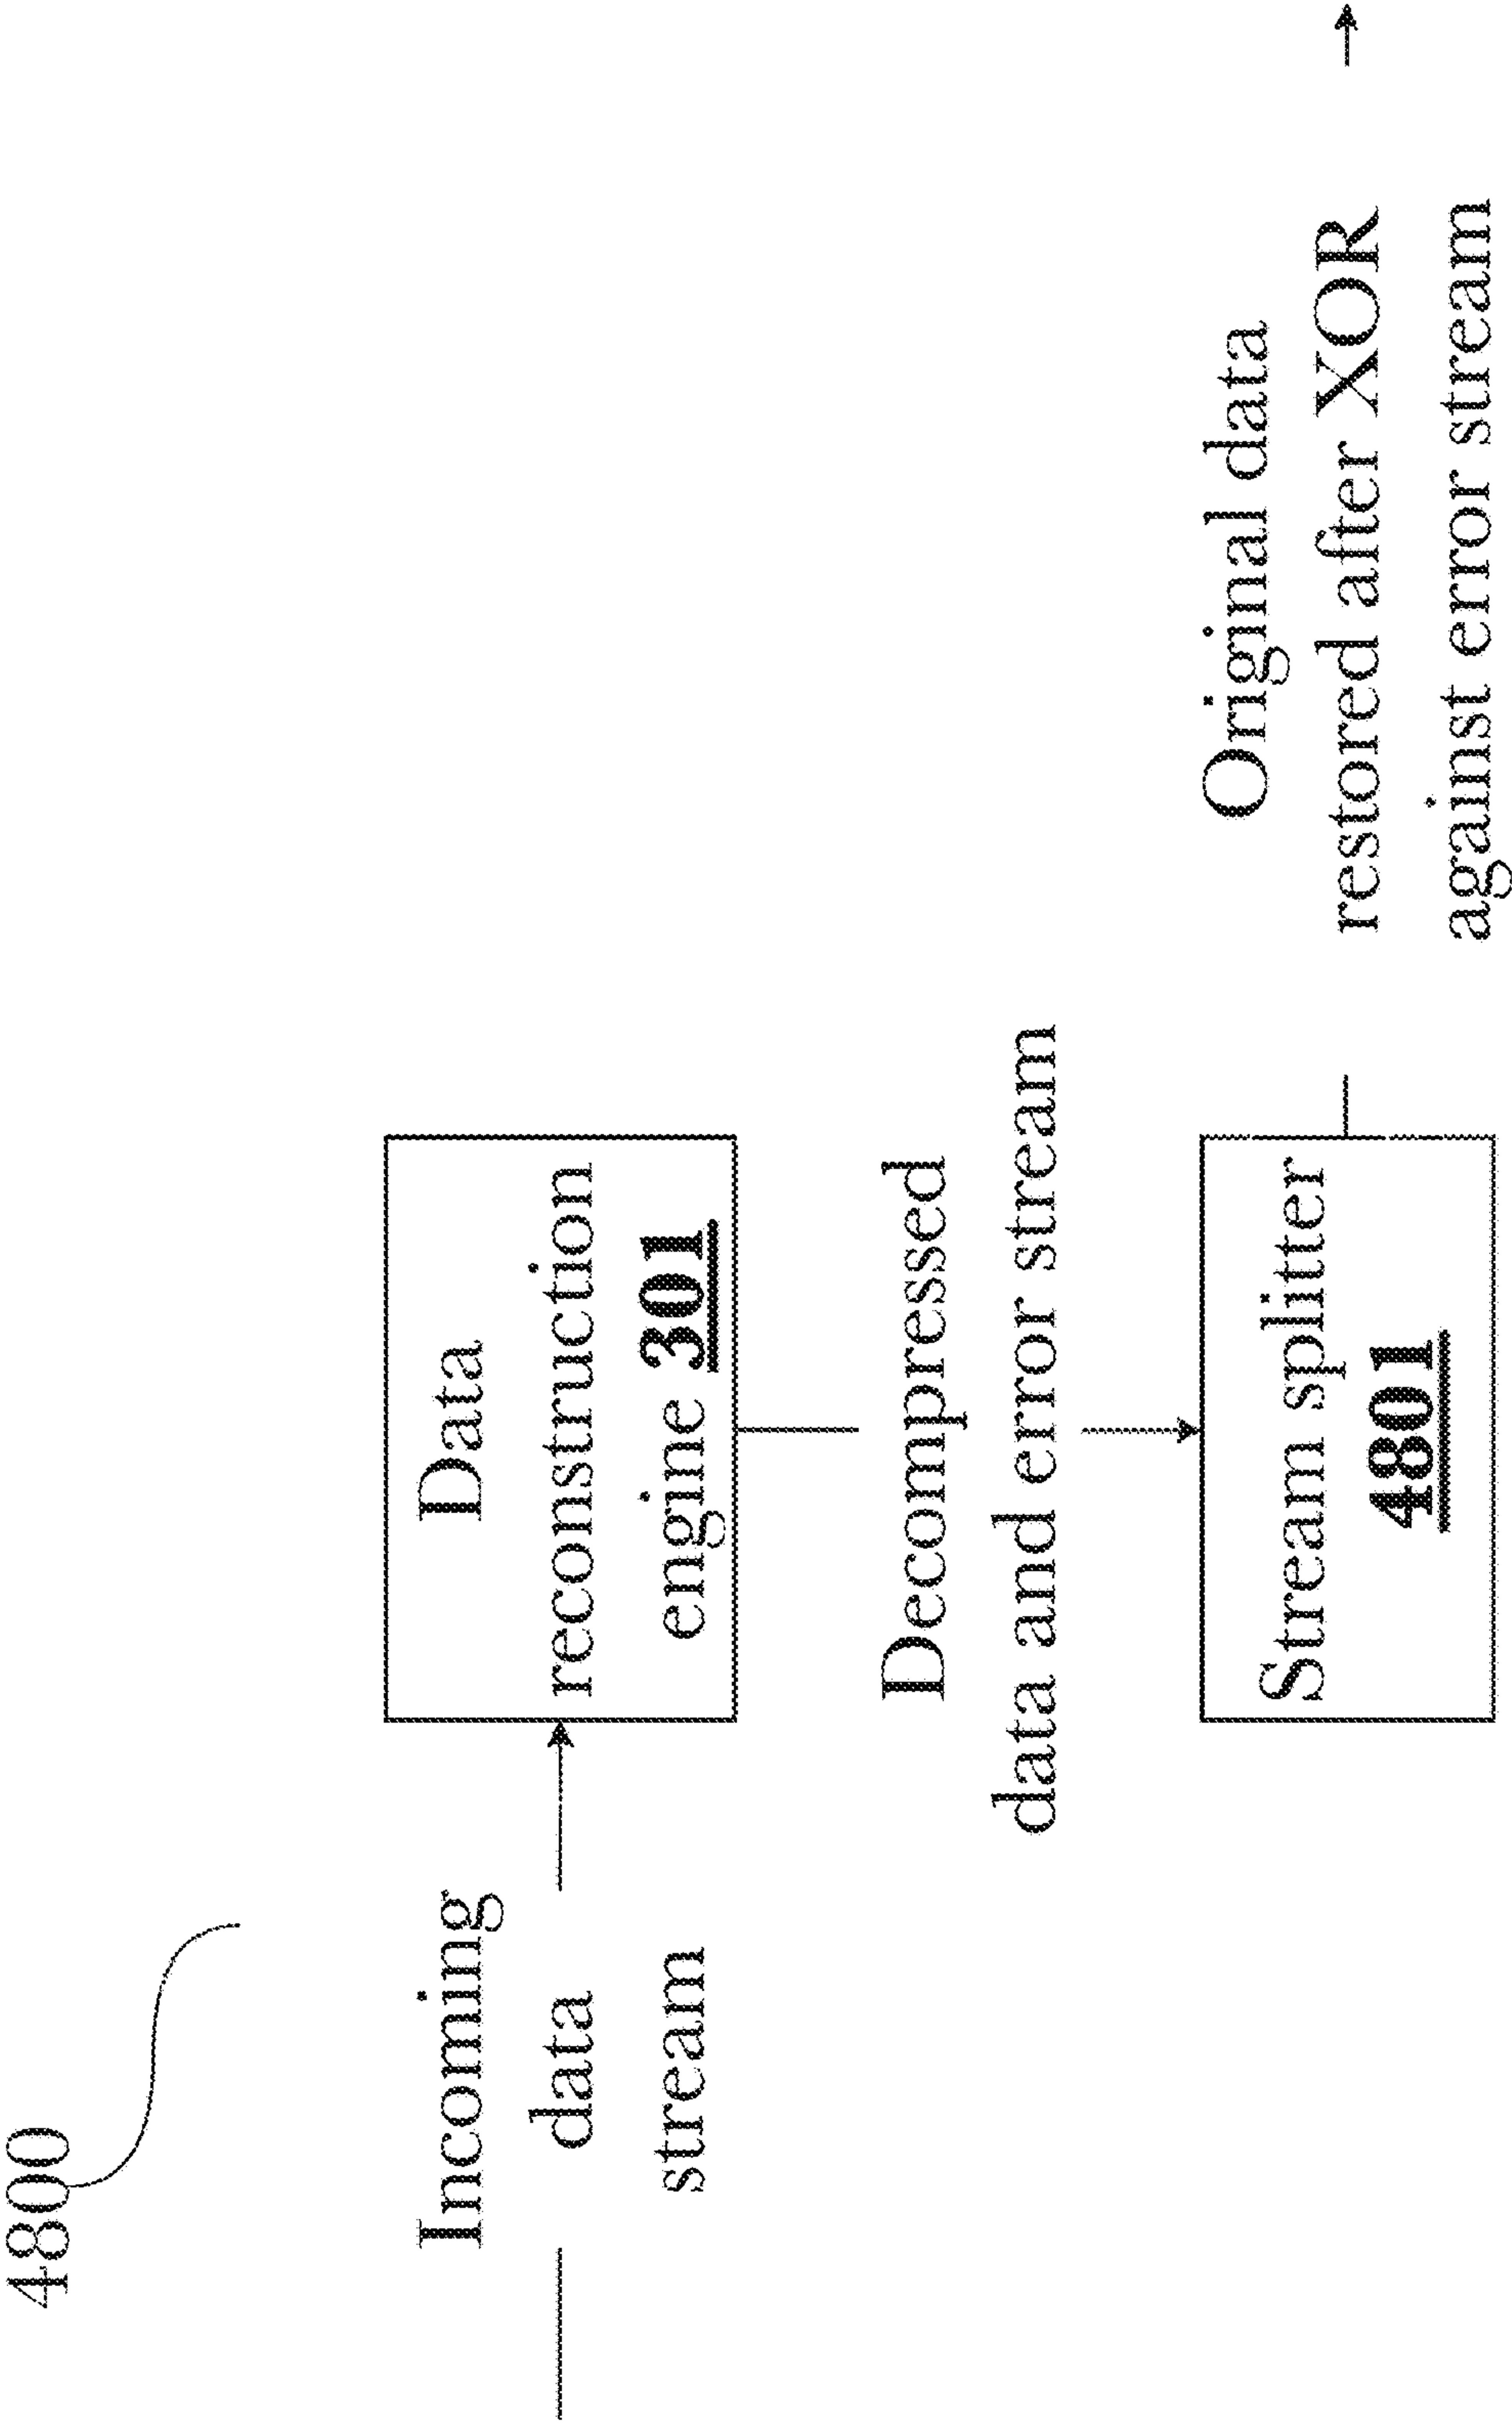 4800
Incoming
data
stream
Data
reconstruction
engine 301
Decompressed
data and error stream
Stream splitter
4801
Original data
restored after XOR
against error stream